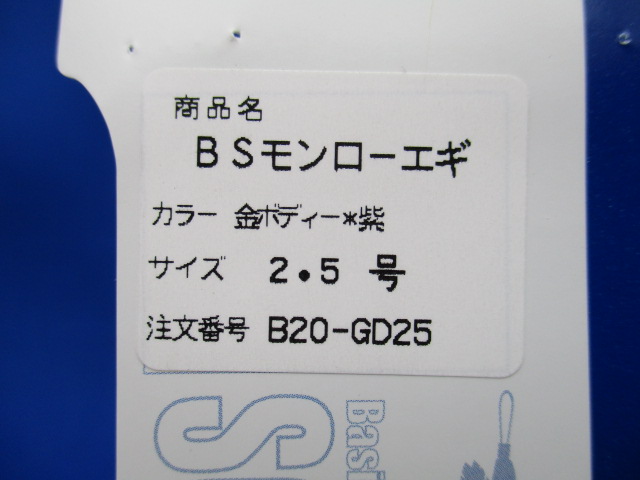 商品名
BSモンローエギ
カラー 金ボディー*紫
サイズ 2.5 号
注文番号 B20-GD25
Basi